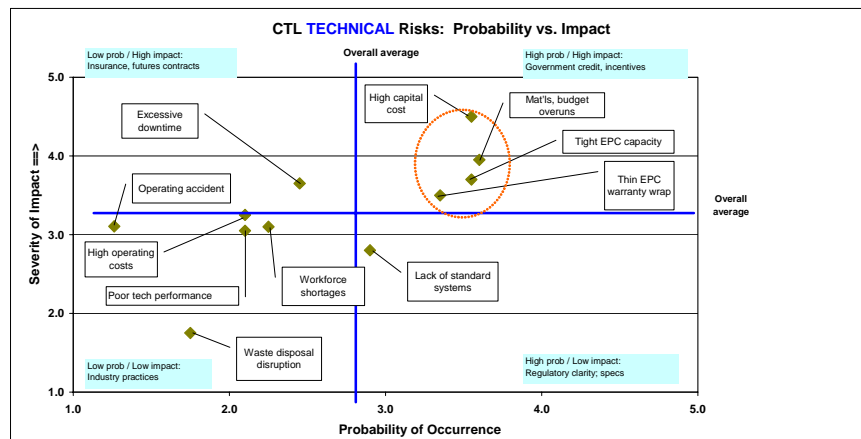 CTL TECHNICAL Risks: Probability vs. Impact
Low prob / High impact:
Insurance, futures contracts
Overall average
High prob / High impact:
Government credit, incentives
5.0
4.0
3.0
2.0
1.0
Severity of Impact ==>
High capital
cost
Mat'ls, budget
overuns
Excessive
downtime
Tight EPC capacity
Thin EPC
warranty wrap
Operating accident
Overall
average
High operating
costs
Workforce
shortages
Lack of standard
systems
Poor tech performance
Waste disposal
disruption
Low prob / Low impact:
Industry practices
High prob / Low impact:
Regulatory clarity; specs
1.0
2.0
3.0
4.0
5.0
Probability of Occurrence